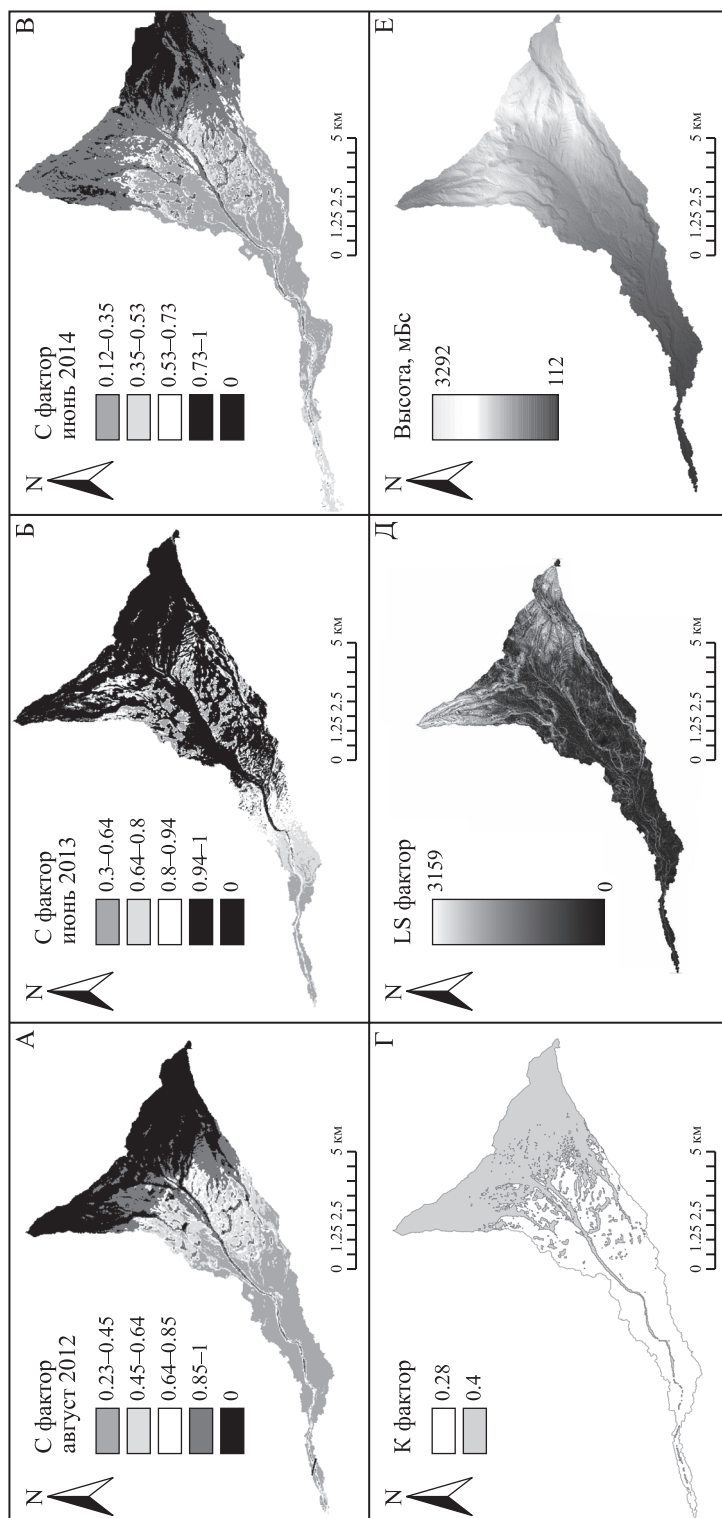 А
N
С фактор
август 2012
0.23–0.45
0.45–0.64
0.64–0.85
0.85–1
0
0 1.25 2.5 5 км
Б
N
С фактор
июнь 2013
0.3–0.64
0.64–0.8
0.8–0.94
0.94–1
0
0 1.25 2.5 5 км
В
N
С фактор
июнь 2014
0.12–0.35
0.35–0.53
0.53–0.73
0.73–1
0
0 1.25 2.5 5 км
Г
N
К фактор
0.28
0.4
0 1.25 2.5 5 км
Д
N
LS фактор
3159
0
0 1.25 2.5 5 км
Е
N
Высота, мБс
3292
112
0 1.25 2.5 5 км